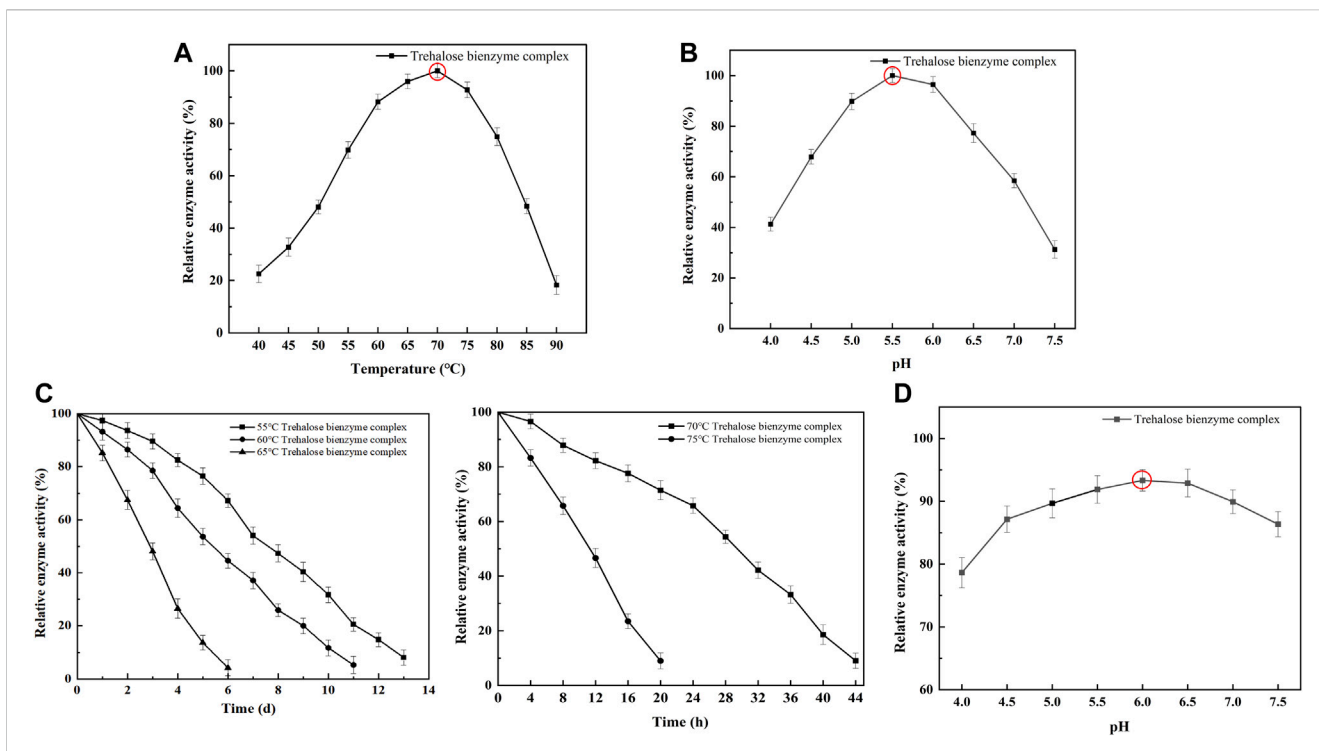 A
Trehalose bienzyme complex
Relative enzyme activity (%)
100
80
60
40
20
0
40 45 50 55 60 65 70 75 80 85 90
Temperature (℃)
B
Trehalose bienzyme complex
Relative enzyme activity (%)
100
80
60
40
20
0
4.0 4.5 5.0 5.5 6.0 6.5 7.0 7.5
pH
C
55℃ Trehalose bienzyme complex
60℃ Trehalose bienzyme complex
65℃ Trehalose bienzyme complex
Relative enzyme activity (%)
100
80
60
40
20
0
0 2 4 6 8 10 12 14
Time (d)
70℃ Trehalose bienzyme complex
75℃ Trehalose bienzyme complex
Relative enzyme activity (%)
100
80
60
40
20
0
0 4 8 12 16 20 24 28 32 36 40 44
Time (h)
D
Trehalose bienzyme complex
Relative enzyme activity (%)
100
90
80
70
60
4.0 4.5 5.0 5.5 6.0 6.5 7.0 7.5
pH